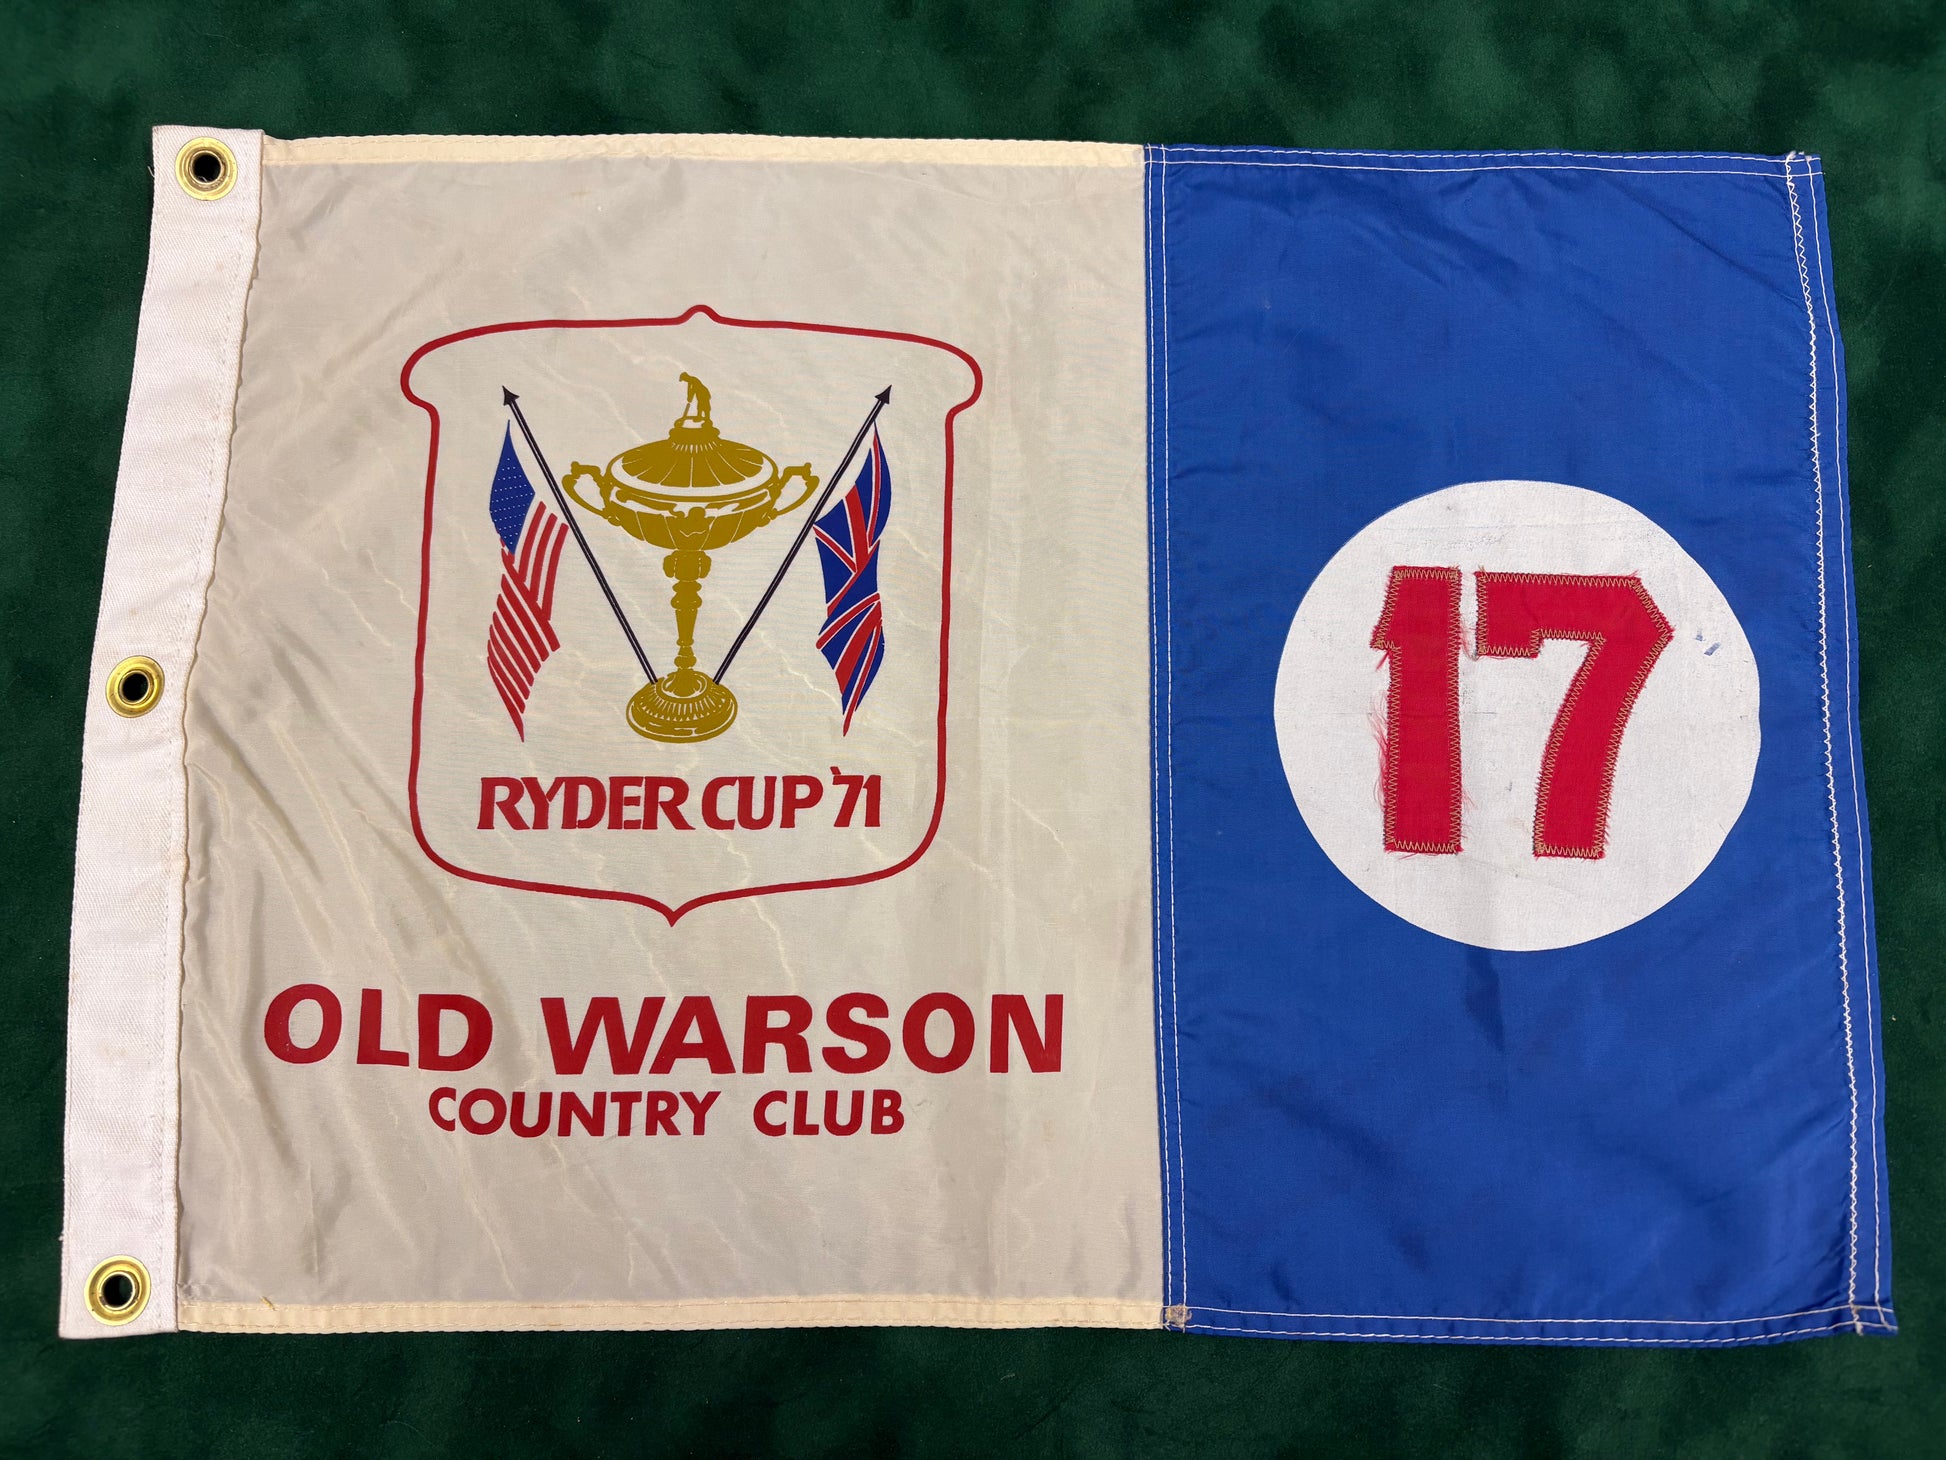 RYDER CUP '71
OLD WARSON
COUNTRY CLUB
17